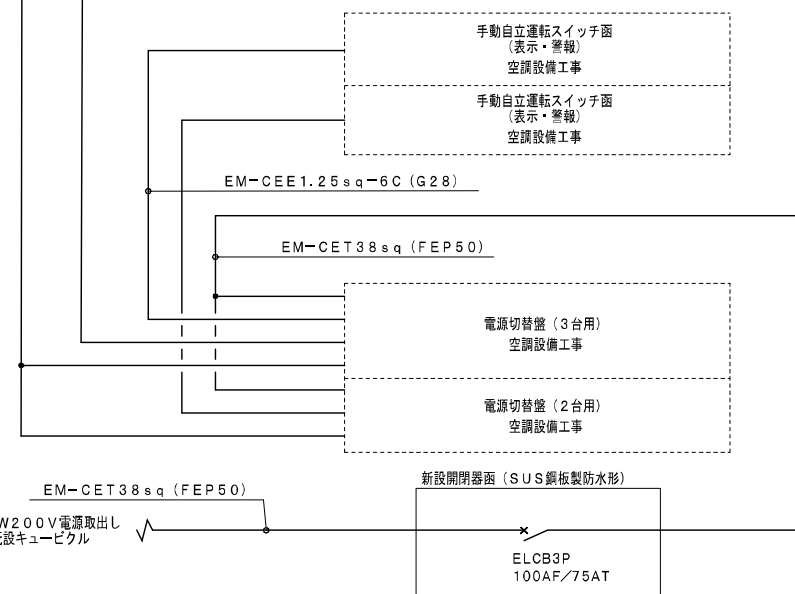 手動自立運転スイッチ函
(表示・警報)
空調設備工事
手動自立運転スイッチ函
(表示・警報)
空調設備工事
EM-CEE1.25sq-6C(G28)
EM-CET38sq(FEP50)
電源切替盤(3台用)
空調設備工事
電源切替盤(2台用)
空調設備工事
新設開閉器函(SUS鋼板製防水形)
EM-CET38sq(FEP50)
W200V電源取出し
設キュービクル
ELCB3P
100AF/75AT